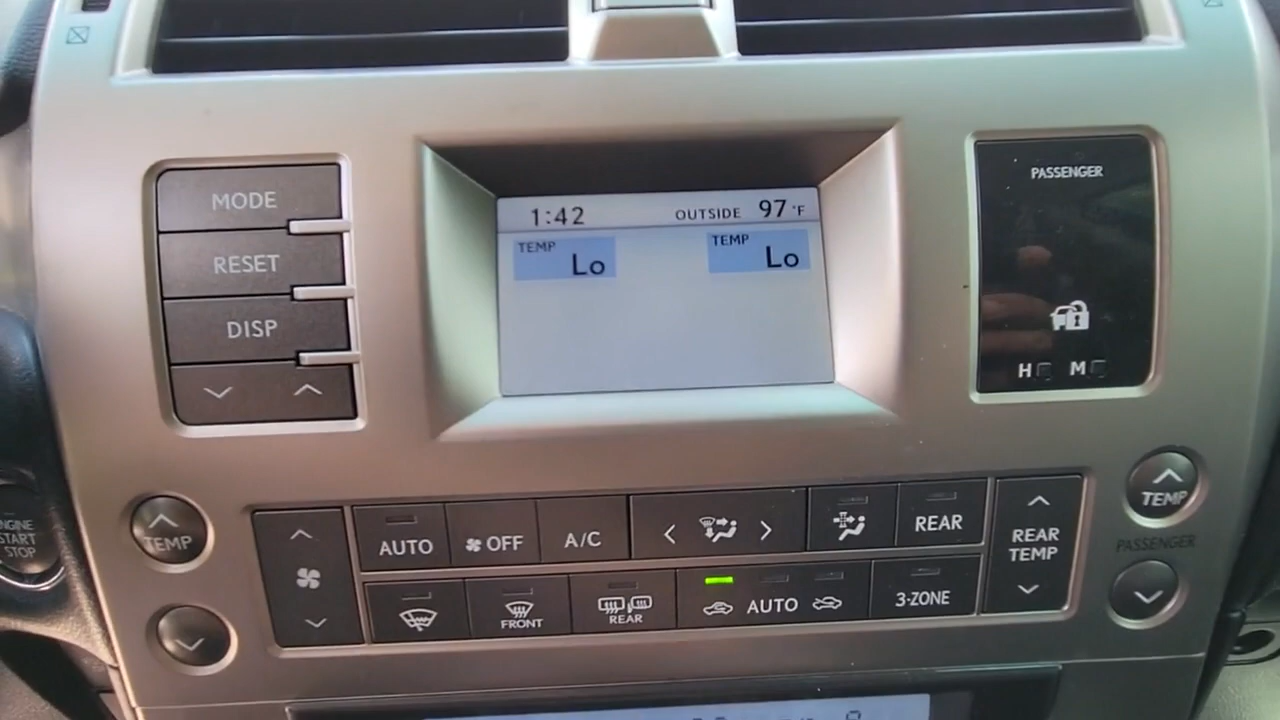 MODE
RESET
DISP
1:42 OUTSIDE 97°F
TEMP Lo
TEMP Lo
PASSENGER
H M
TEMP
ENGINE
START
STOP
AUTO
OFF
A/C
REAR
REAR
TEMP
TEMP
PASSENGER
FRONT
REAR
AUTO
3-ZONE